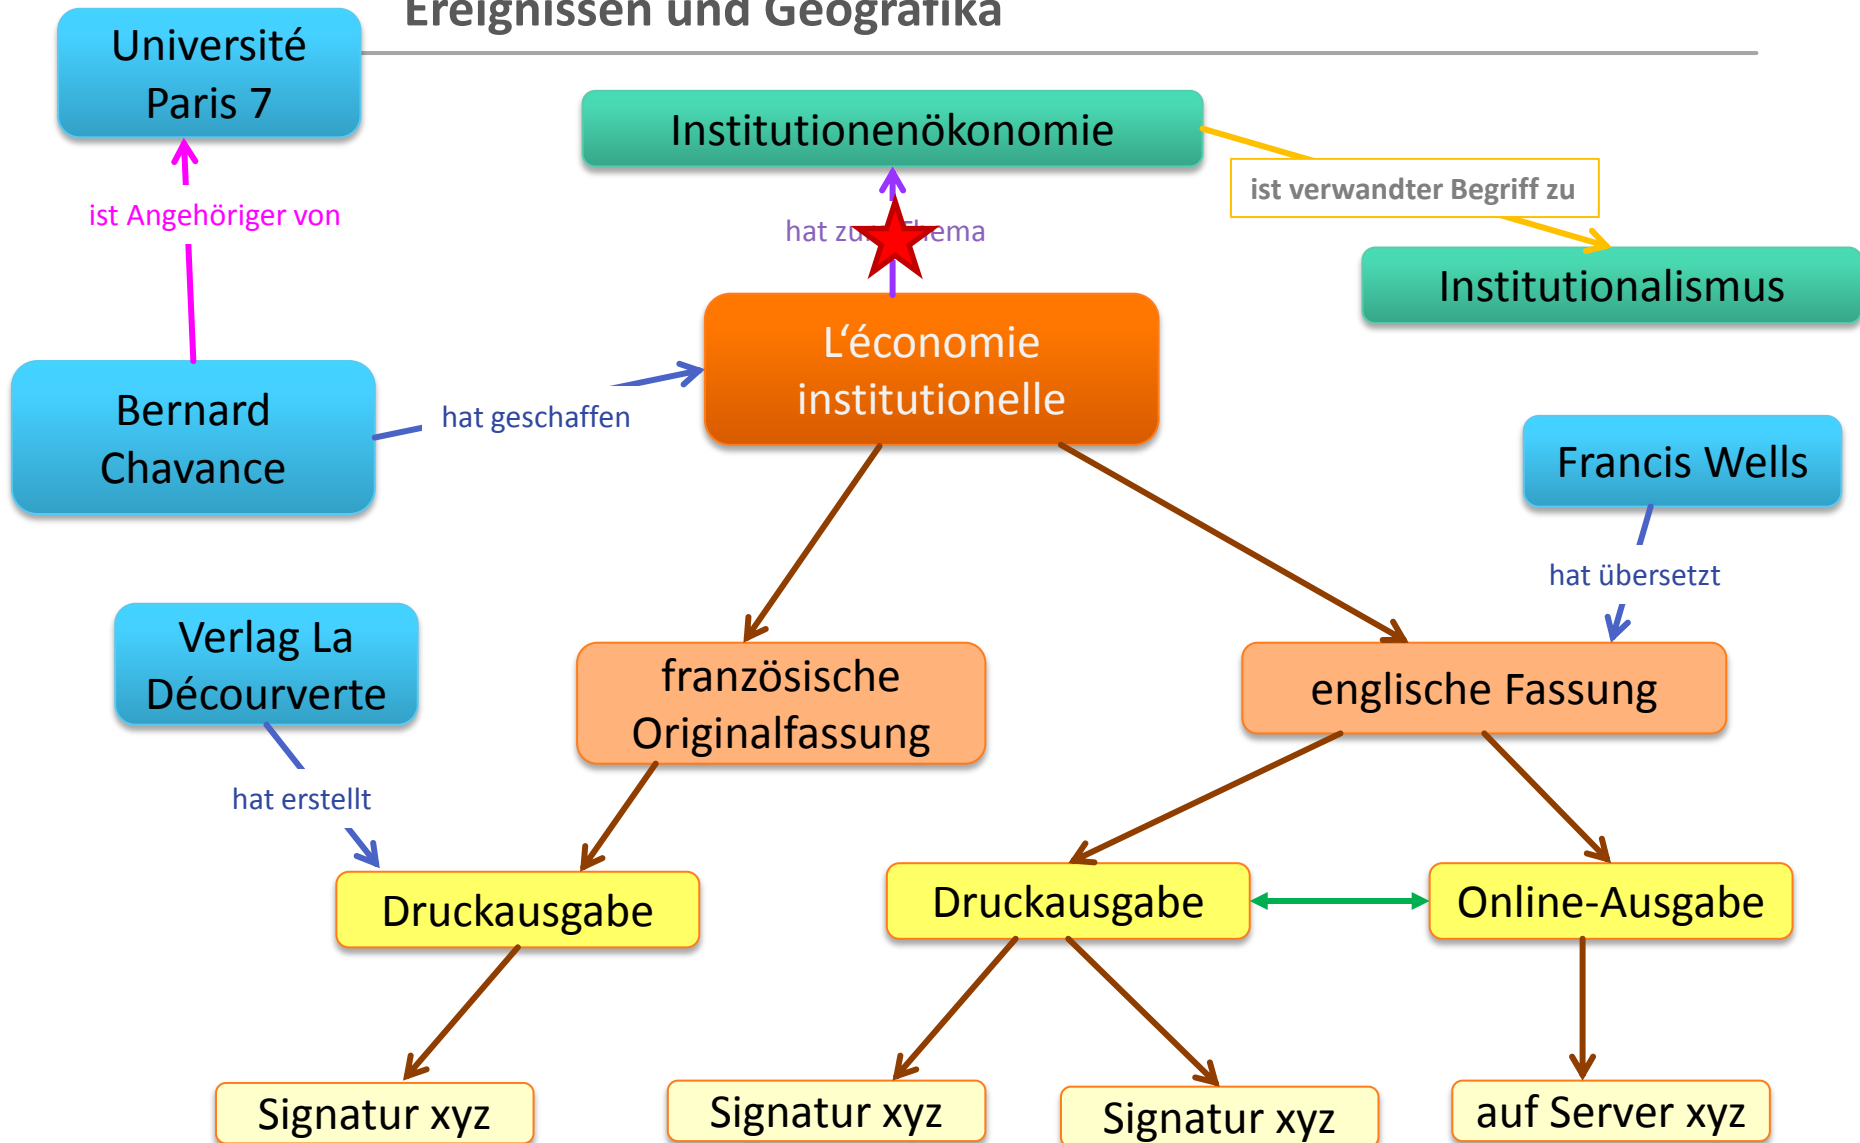 Ereignissen und Geografika
Université
Paris 7
Institutionenökonomie
ist verwandter Begriff zu
ist Angehöriger von
hat zum Thema
Institutionalismus
L‘économie
institutionelle
Bernard
Chavance
hat geschaffen
Francis Wells
hat übersetzt
Verlag La
Décourverte
französische
Originalfassung
englische Fassung
hat erstellt
Druckausgabe
Druckausgabe
Online-Ausgabe
Signatur xyz
Signatur xyz
Signatur xyz
auf Server xyz